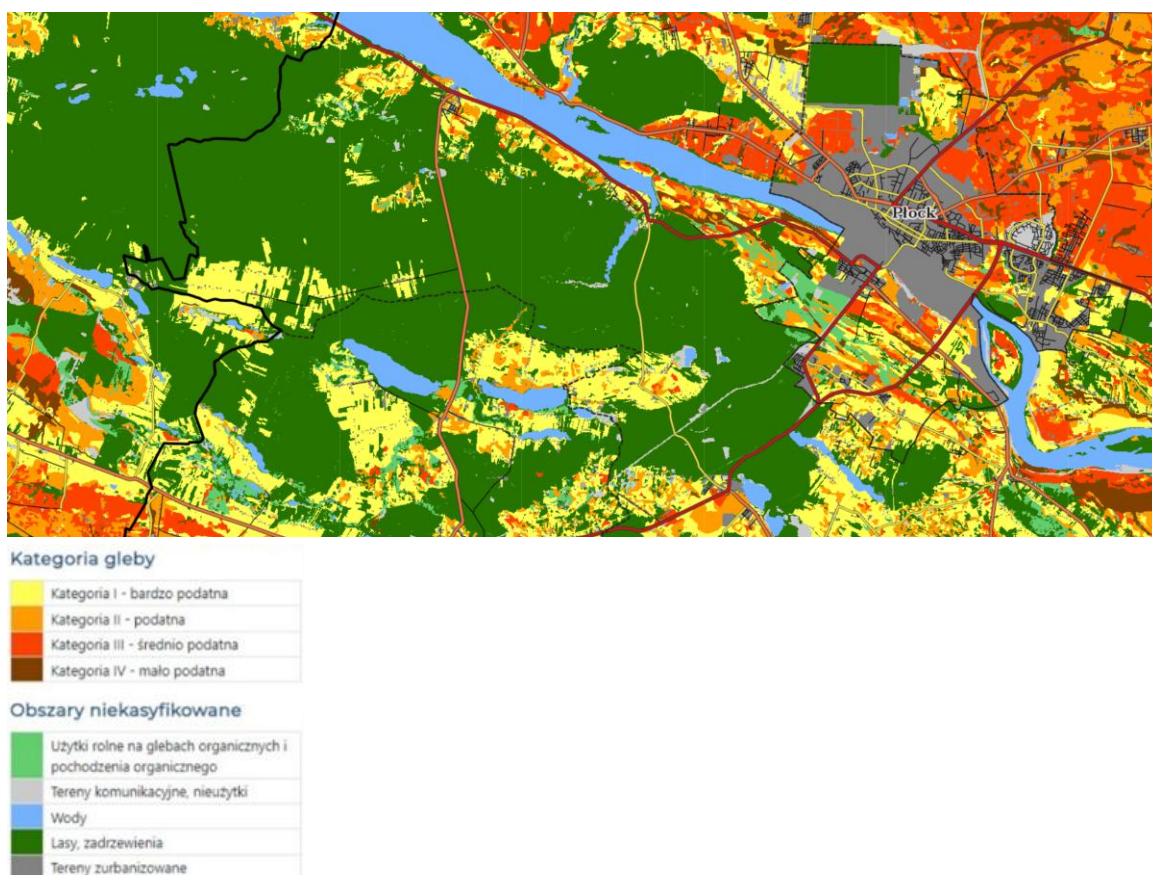 Płock
Kategoria gleby
Kategoria I - bardzo podatna
Kategoria II - podatna
Kategoria III - średnio podatna
Kategoria IV - mało podatna
Obszary niekasyfikowane
Użytki rolne na glebach organicznych i
pochodzenia organicznego
Tereny komunikacyjne, nieużytki
Wody
Lasy, zadrzewienia
Tereny zurbanizowane